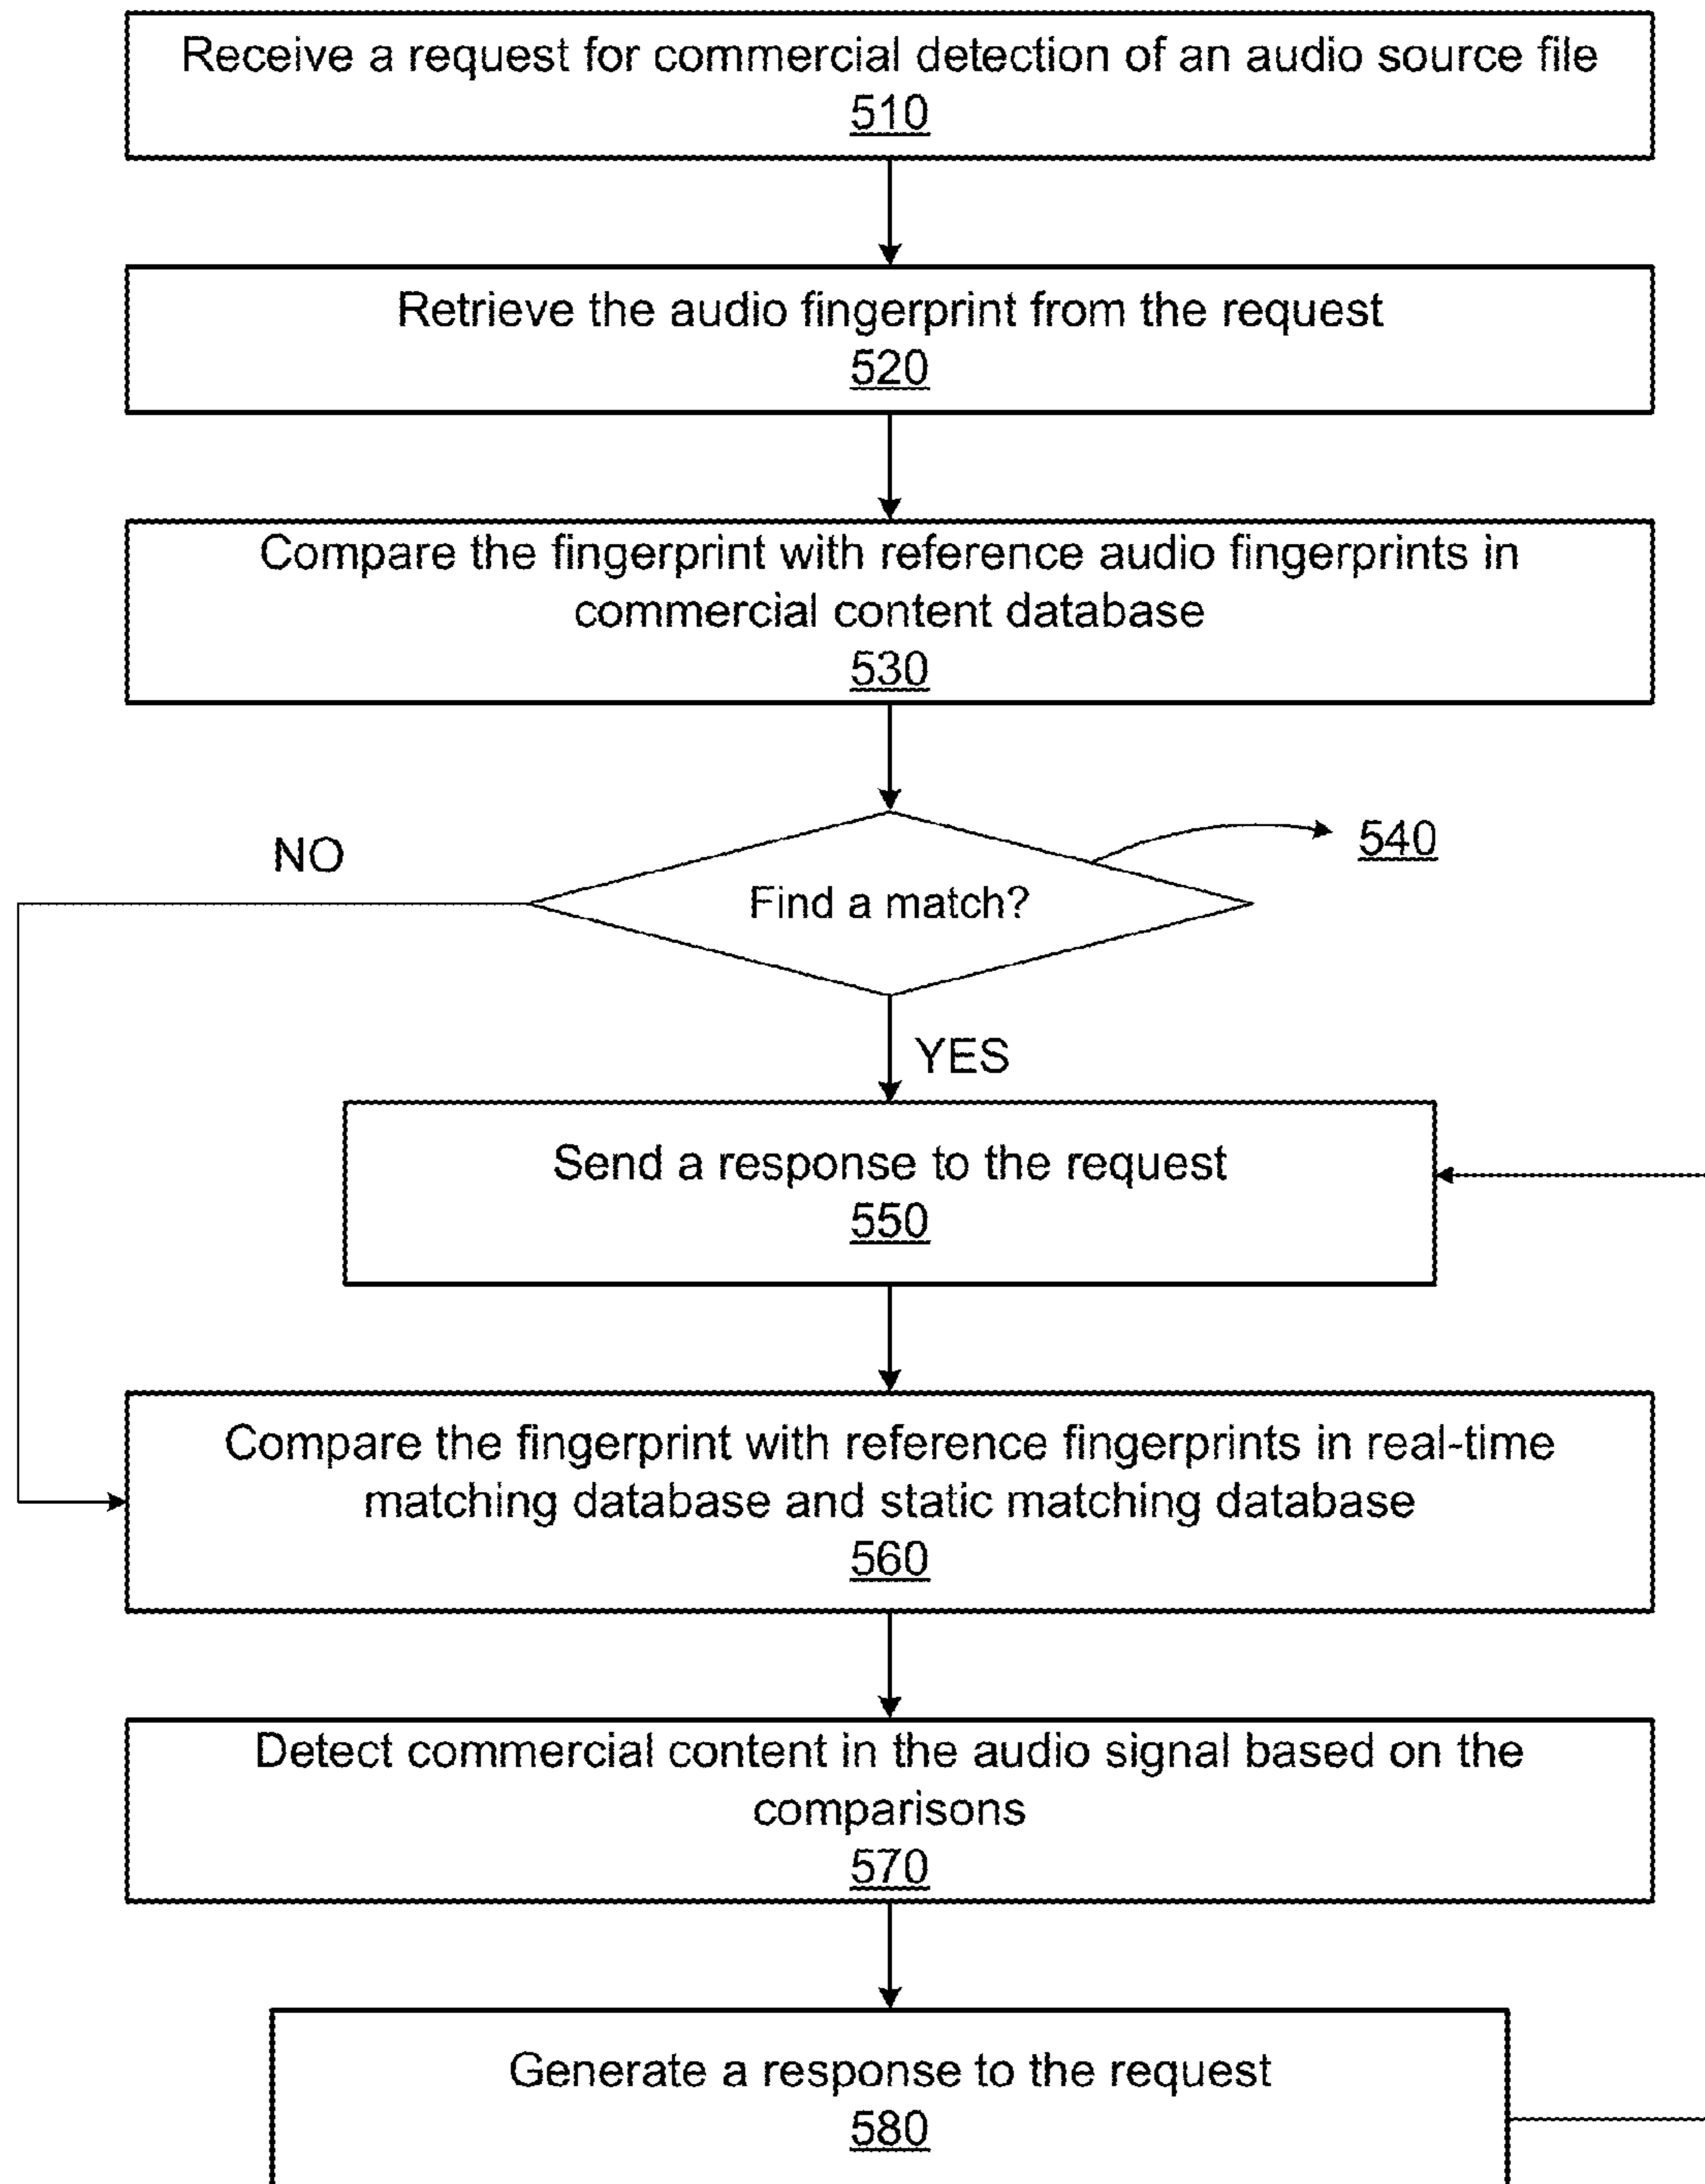 Receive a request for commercial detection of an audio source file
510
Retrieve the audio fingerprint from the request
520
Compare the fingerprint with reference audio fingerprints in
commercial content database
530
NO
540
Find a match?
YES
Send a response to the request
550
Compare the fingerprint with reference fingerprints in real-time
matching database and static matching database
560
Detect commercial content in the audio signal based on the
comparisons
570
Generate a response to the request
580